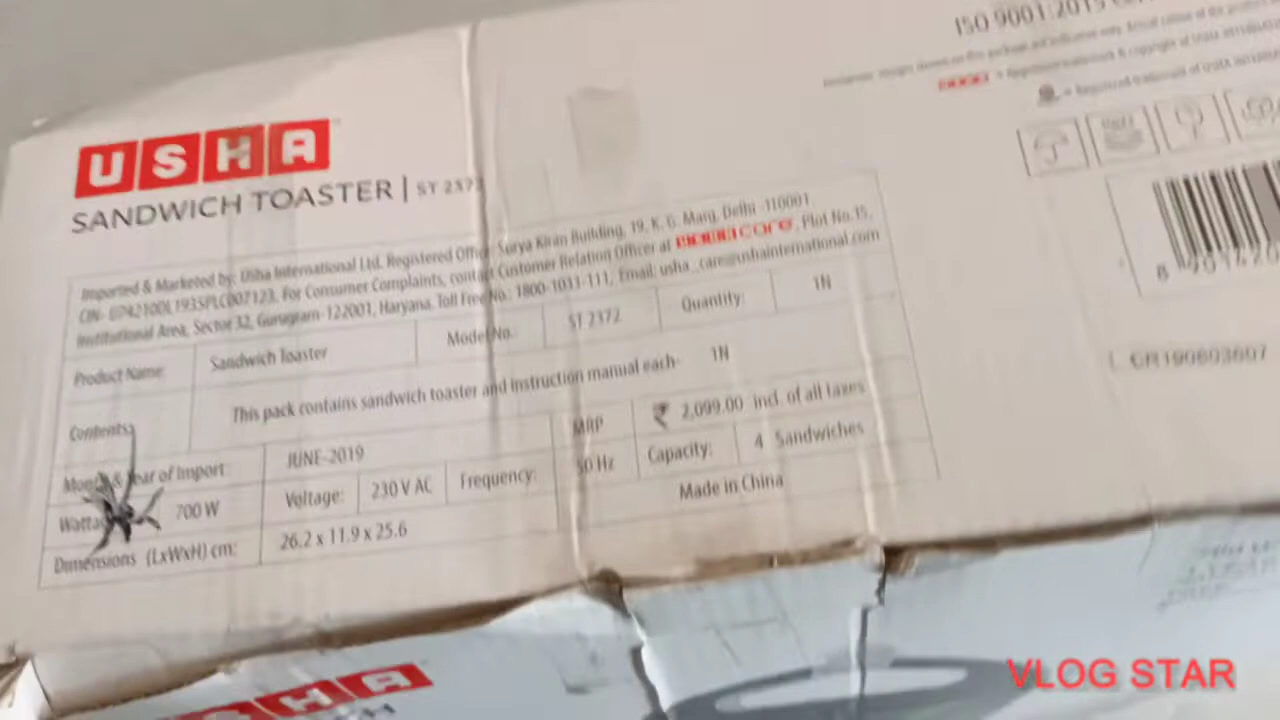 ISO 9001:2015
USHA
SANDWICH TOASTER | ST 2372
Imported & Marketed by: Usha International Ltd. Registered Office: Surya Kiran Building, 19, K. G. Marg, Delhi -110001
CIN- U74210DL1935PLC007123, For Consumer Complaints, contact Customer Relation Officer at care, Plot No.15,
Institutional Area, Sector 32, Gurugram-122001, Haryana. Toll Free No.: 1800-1033-111, Email: usha_care@ushainternational.com
Product Name: Sandwich Toaster Model No. ST 2372 Quantity: 1N
Contents: This pack contains sandwich toaster and instruction manual each- 1N
Month & Year of Import: JUNE-2019 MRP ₹ 2,099.00 incl. of all taxes
700 W Voltage: 230 V AC Frequency: 50 Hz Capacity: 4 Sandwiches
Dimensions (LxWxH) cm: 26.2 x 11.9 x 25.6 Made in China
USHA
VLOG STAR